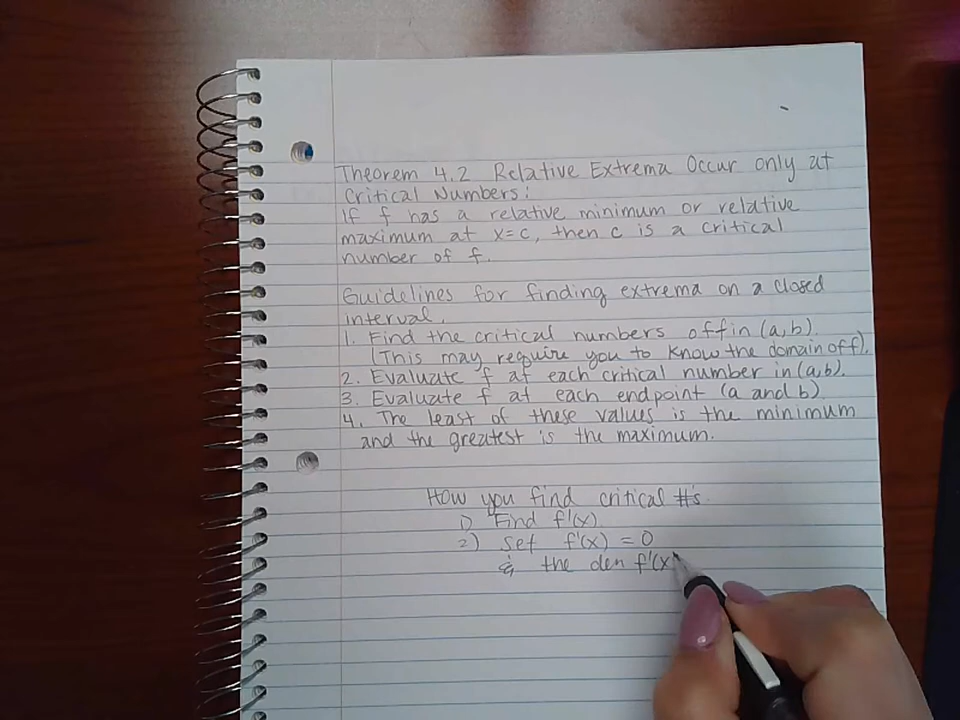 Theorem 4.2 Relative Extrema Occur only at
Critical Numbers:
If f has a relative minimum or relative
maximum at x=c, then c is a critical
number of f.
Guidelines for finding extrema on a closed
interval.
1. Find the critical numbers of f in (a,b).
(This may require you to know the domain of f).
2. Evaluate f at each critical number in (a,b).
3. Evaluate f at each endpoint (a and b)
4. The least of these values is the minimum
and the greatest is the maximum.
How you find critical #'s
1) Find f'(x).
2) set f'(x) = 0
& the den f'(x)